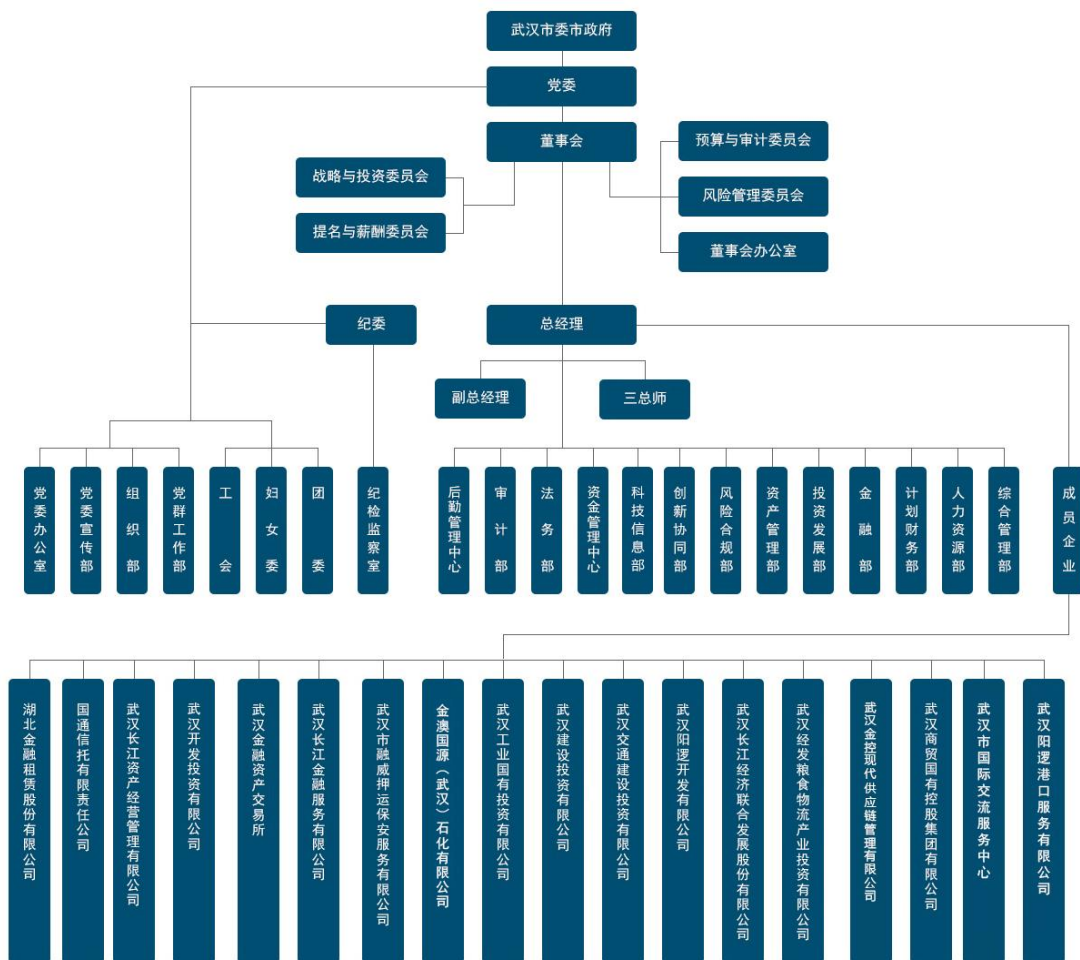 武汉市委市政府
党委
董事会
预算与审计委员会
战略与投资委员会
风险管理委员会
提名与薪酬委员会
董事会办公室
纪委
总经理
副总经理
三总师
党委办公室
党委宣传部
组织部
党群工作部
工会
妇女委
团委
纪检监察室
后勤管理中心
审计部
法务部
资金管理中心
科技信息部
创新协同部
风险合规部
资产管理部
投资发展部
金融部
计划财务部
人力资源部
综合管理部
成员企业
湖北金融租赁股份有限公司
国通信托有限责任公司
武汉长江资产经营管理有限公司
武汉开发投资有限公司
武汉金融资产交易所
武汉长江金融服务有限公司
武汉市融威押运保安服务有限公司
金澳国源（武汉）石化有限公司
武汉工业国有投资有限公司
武汉建设投资有限公司
武汉交通建设投资有限公司
武汉阳逻开发有限公司
武汉长江经济联合发展股份有限公司
武汉经发粮食物流产业投资有限公司
武汉金控现代供应链管理有限公司
武汉商贸国有控股集团有限公司
武汉市国际交流服务中心
武汉阳逻港口服务有限公司